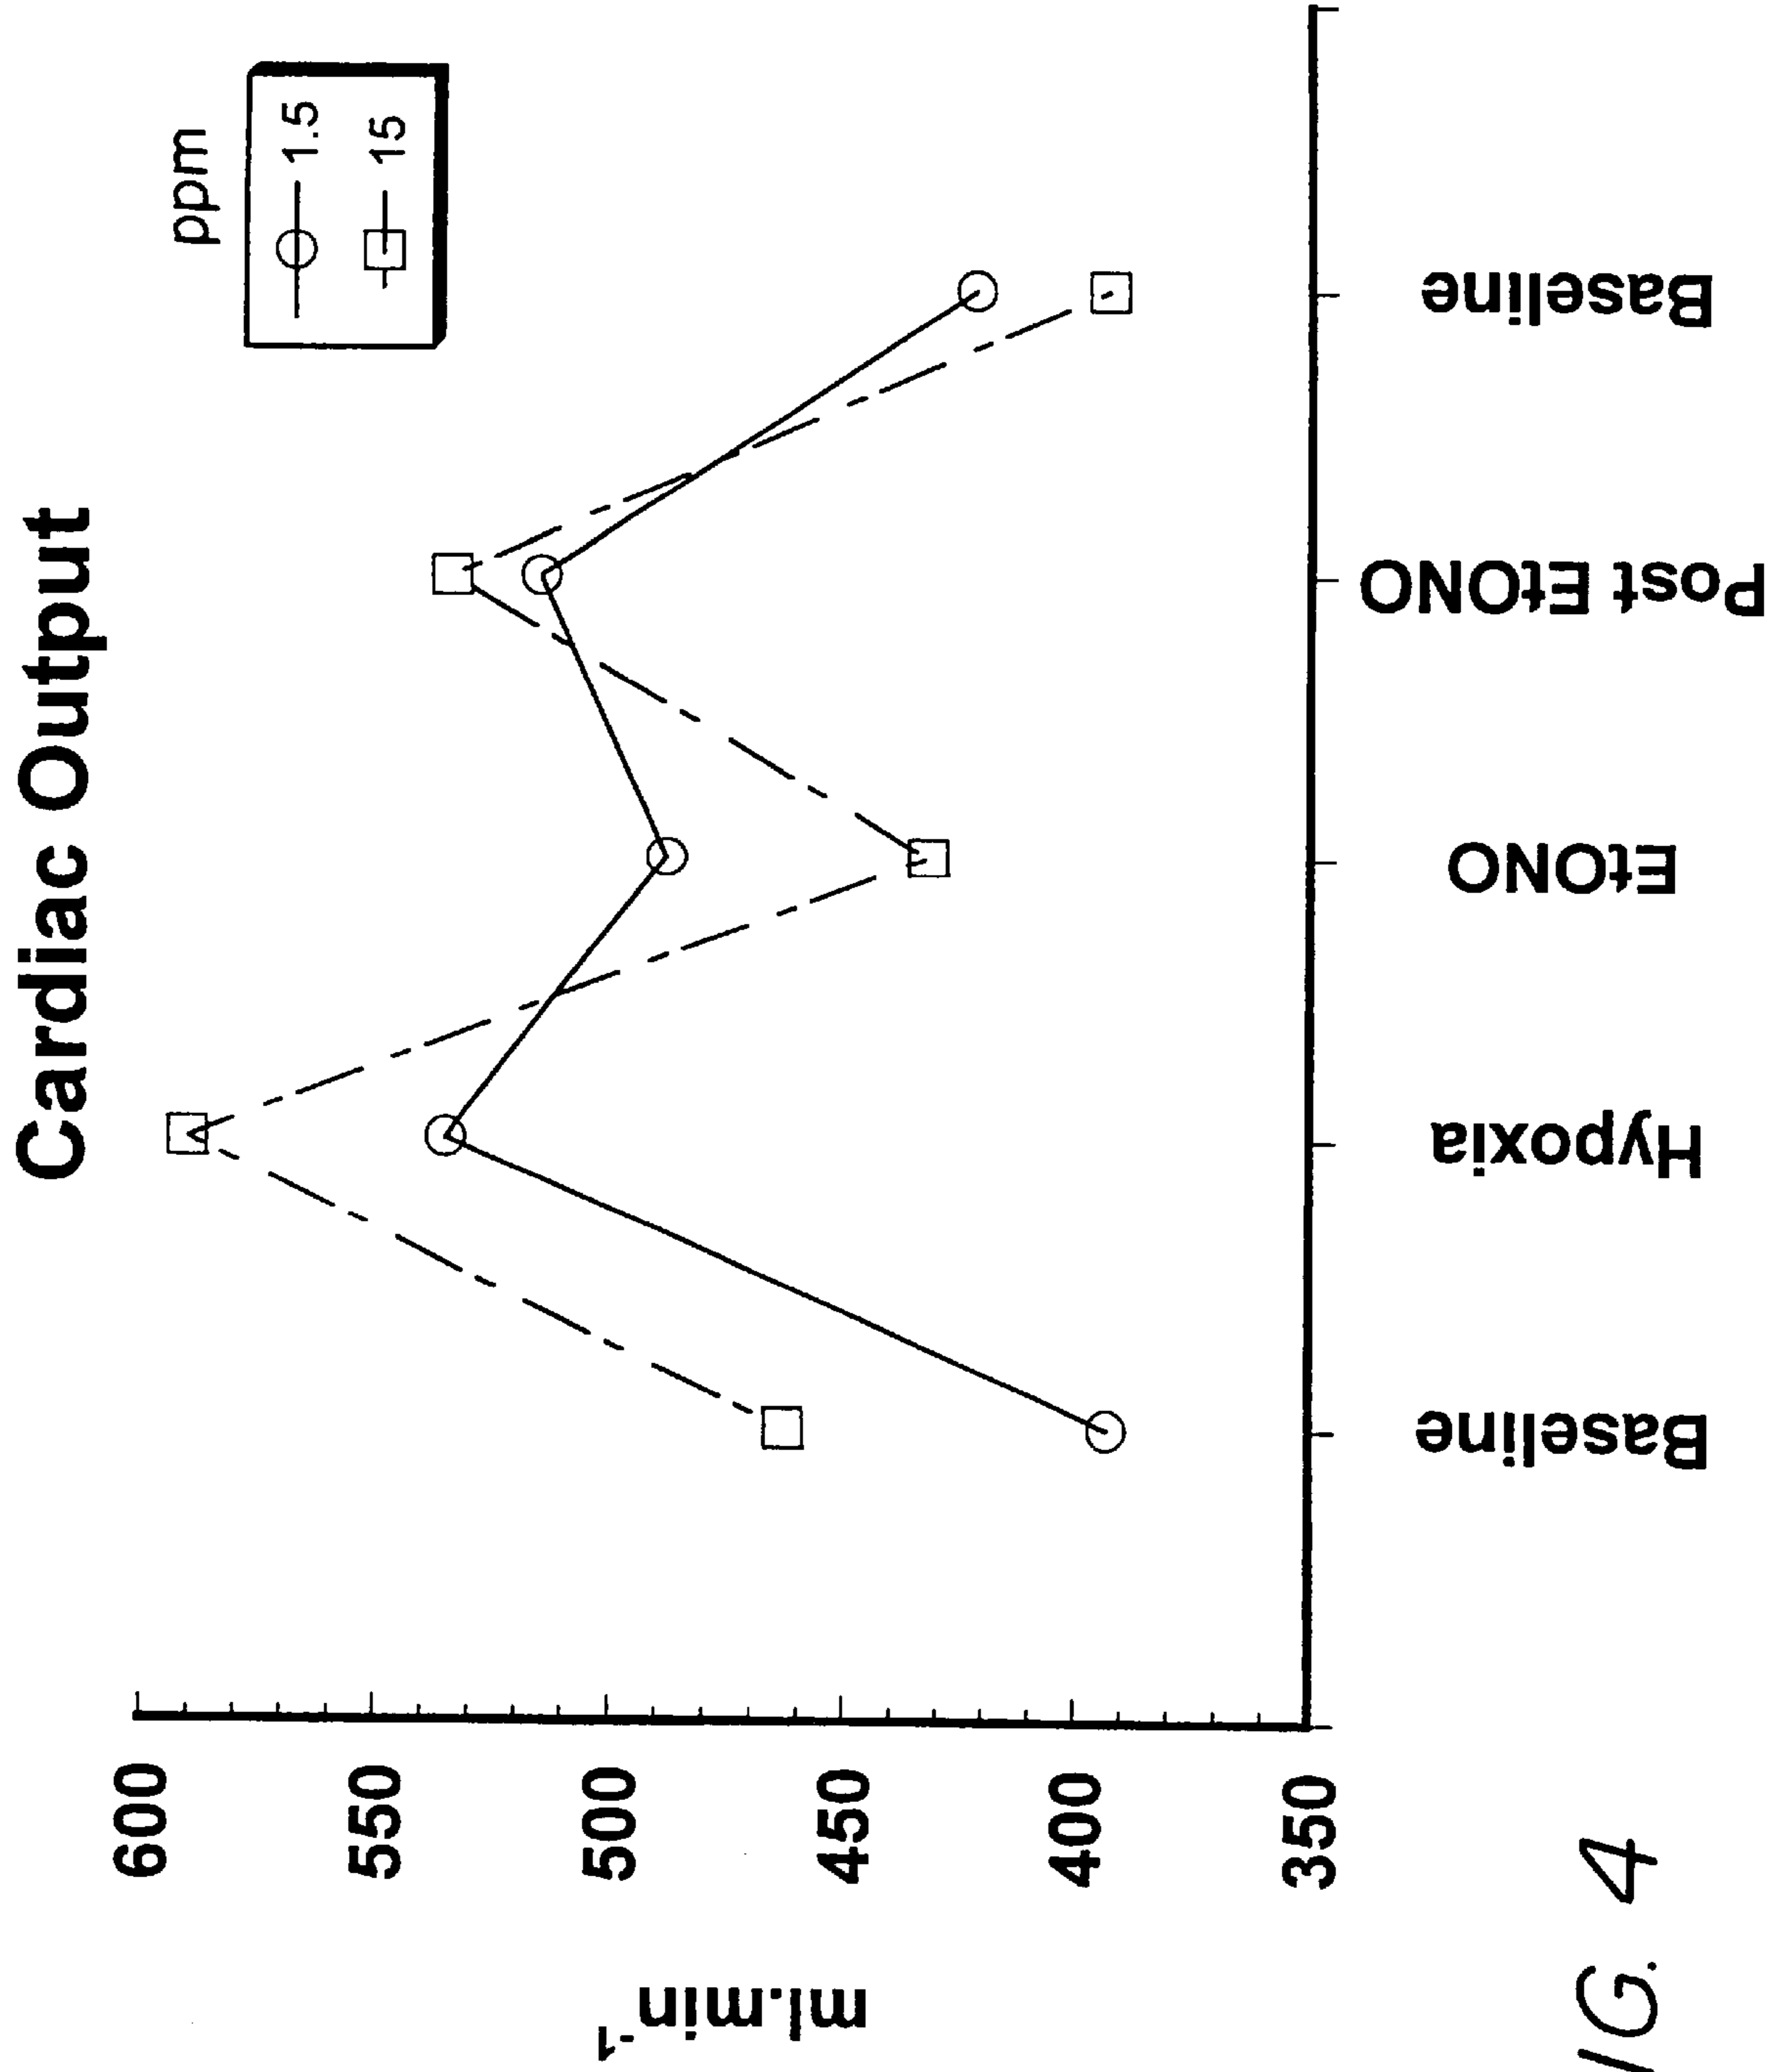 Cardiac Output
ppm
1.5
15
600
550
500
450
400
350
ml.min-1
Baseline
Hypoxia
EtONO
Post EtONO
Baseline
IG. 4